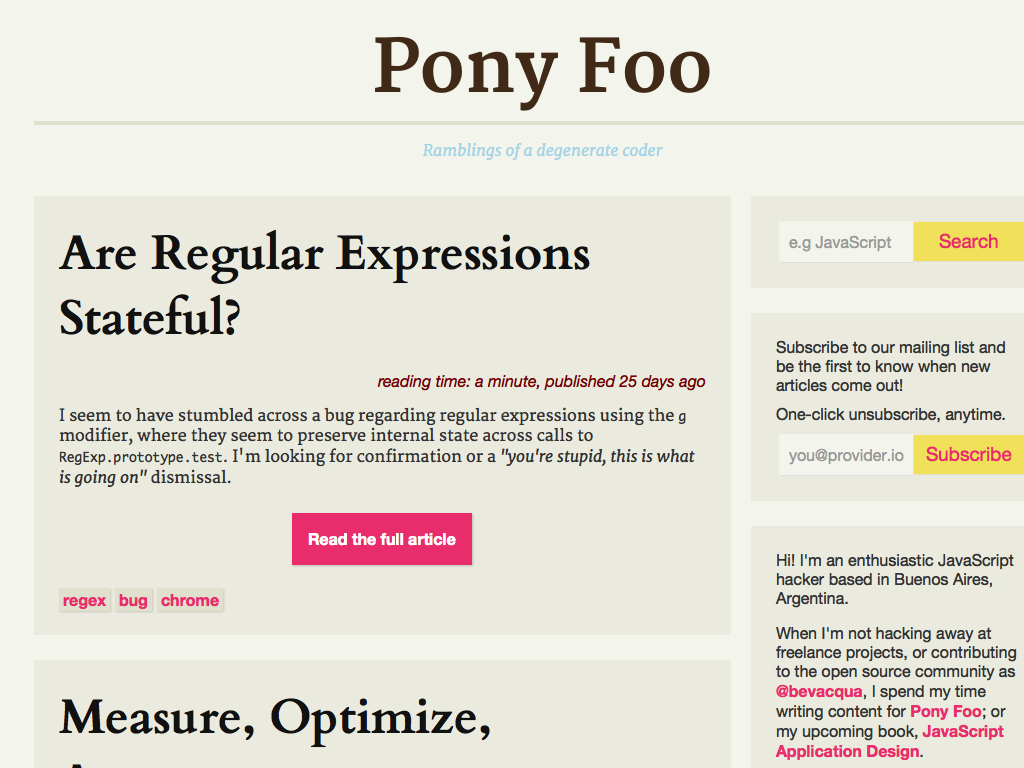 Pony Foo
Ramblings of a degenerate coder
Are Regular Expressions
Stateful?
reading time: a minute, published 25 days ago
I seem to have stumbled across a bug regarding regular expressions using the g
modifier, where they seem to preserve internal state across calls to
RegExp.prototype.test. I'm looking for confirmation or a "you're stupid, this is what
is going on" dismissal.
Read the full article
regex bug chrome
Measure, Optimize,
e.g JavaScript Search
Subscribe to our mailing list and
be the first to know when new
articles come out!
One-click unsubscribe, anytime.
you@provider.io Subscribe
Hi! I'm an enthusiastic JavaScript
hacker based in Buenos Aires,
Argentina.
When I'm not hacking away at
freelance projects, or contributing
to the open source community as
@bevacqua, I spend my time
writing content for Pony Foo; or
my upcoming book, JavaScript
Application Design.